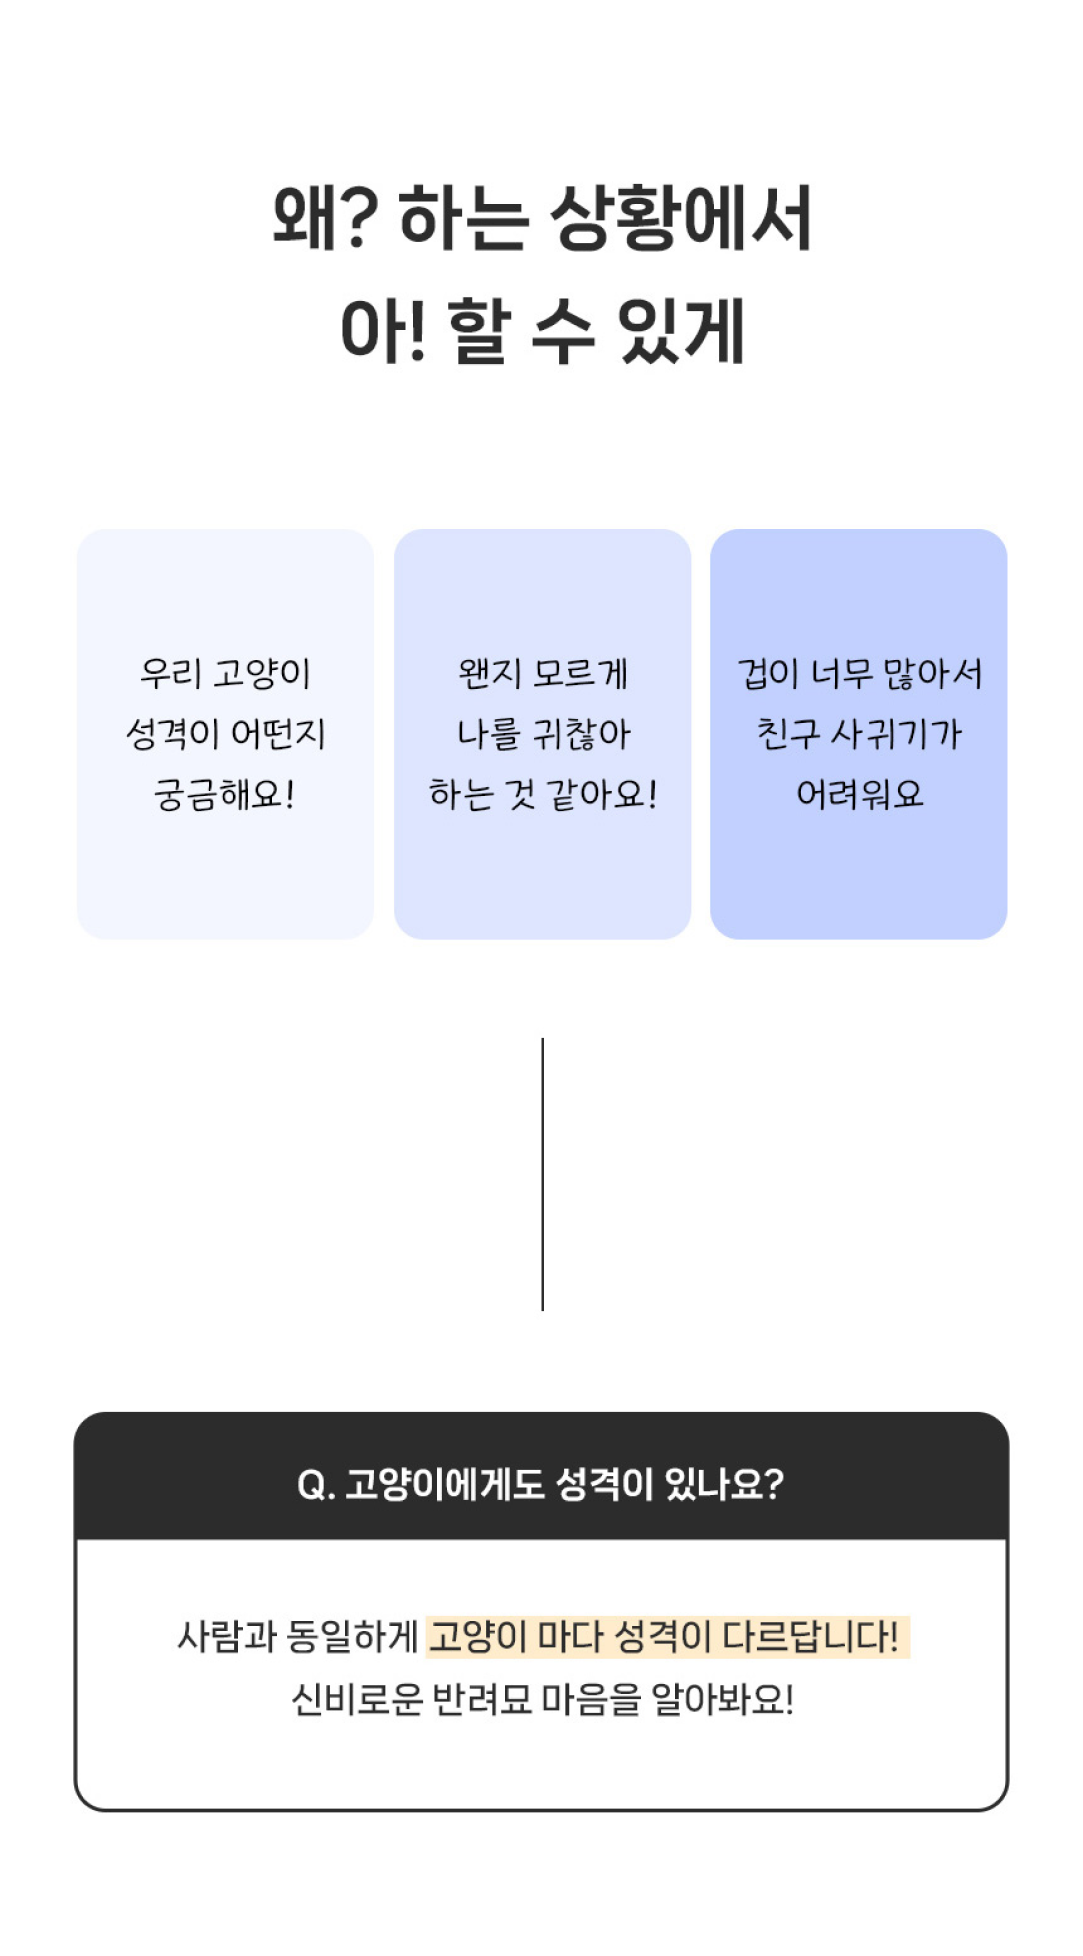 왜? 하는 상황에서
아! 할 수 있게
우리 고양이
성격이 어떤지
궁금해요!
왠지 모르게
나를 귀찮아
하는 것 같아요!
겁이 너무 많아서
친구 사귀기가
어려워요
Q. 고양이에게도 성격이 있나요?
사람과 동일하게 고양이 마다 성격이 다르답니다!
신비로운 반려묘 마음을 알아봐요!